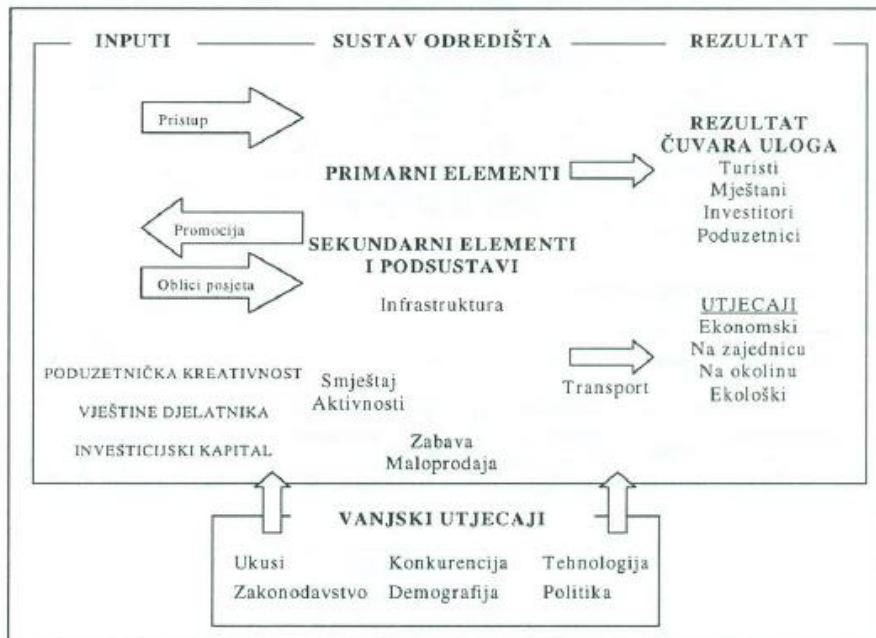 INPUTI
SUSTAV ODREDIŠTA
REZULTAT
Pristup
PRIMARNI ELEMENTI
REZULTAT
ČUVARA ULOGA
Turisti
Mještani
Investitori
Poduzetnici
Promocija
SEKUNDARNI ELEMENTI
I PODSUSTAVI
Oblici posjeta
Infrastruktura
UTJECAJI
Ekonomski
Na zajednicu
Na okolinu
Ekološki
PODUZETNIČKA KREATIVNOST
VJEŠTINE DJELATNIKA
INVESTICIJSKI KAPITAL
Smještaj
Aktivnosti
Transport
Zabava
Maloprodaja
VANJSKI UTJECAJI
Ukusi Konkurencija Tehnologija
Zakonodavstvo Demografija Politika